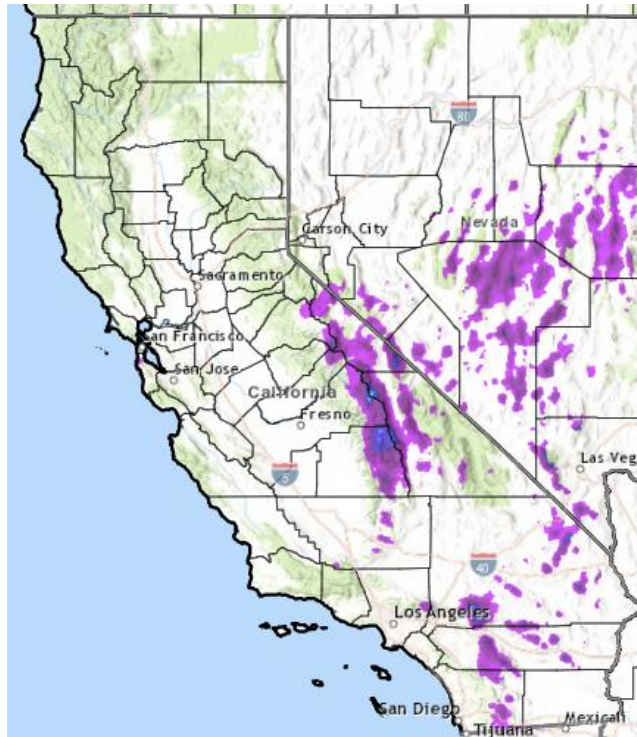 80
Nevada
Carson City
Sacramento
San Francisco
San Jose
California
Fresno
5
Las Veg
40
Los Angeles
San Diego
Tijuana
Mexicali